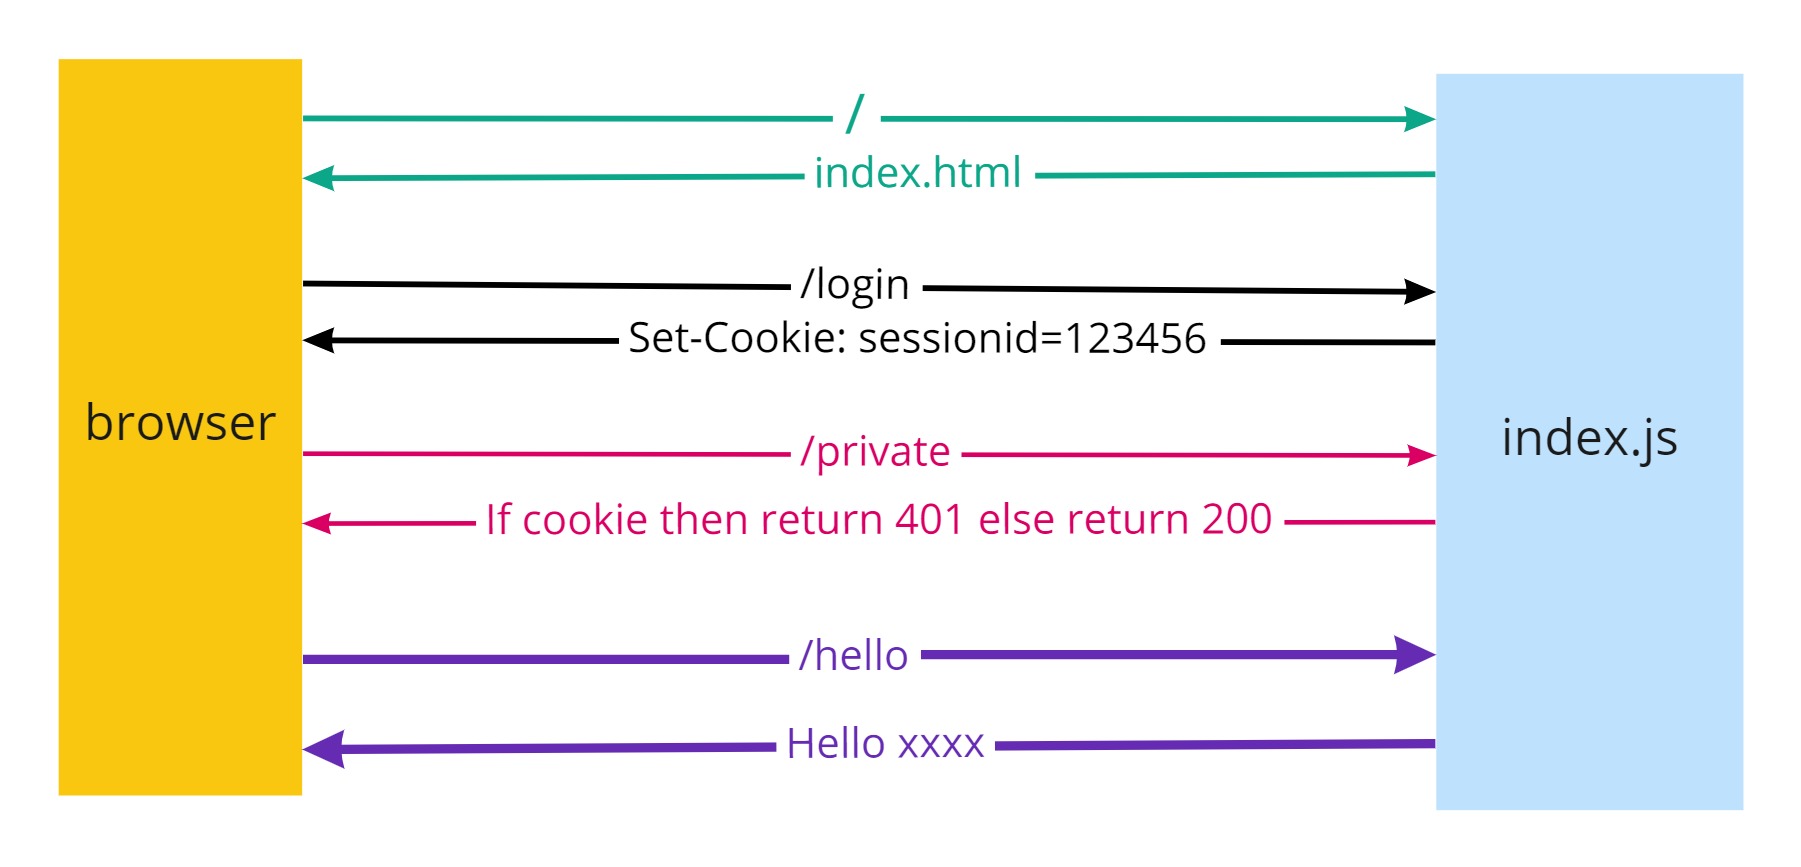 /
index.html
/login
Set-Cookie: sessionid=123456
browser
/private
index.js
If cookie then return 401 else return 200
/hello
Hello xxxx